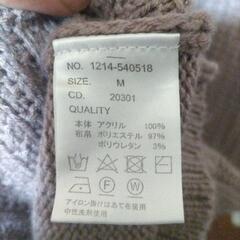 NO. 1214-540518
SIZE. M
CD. 20301
QUALITY
本体 アクリル 100%
布帛 ポリエステル 97%
ポリウレタン 3%
アイロン掛けはあて布使用
中性洗剤使用